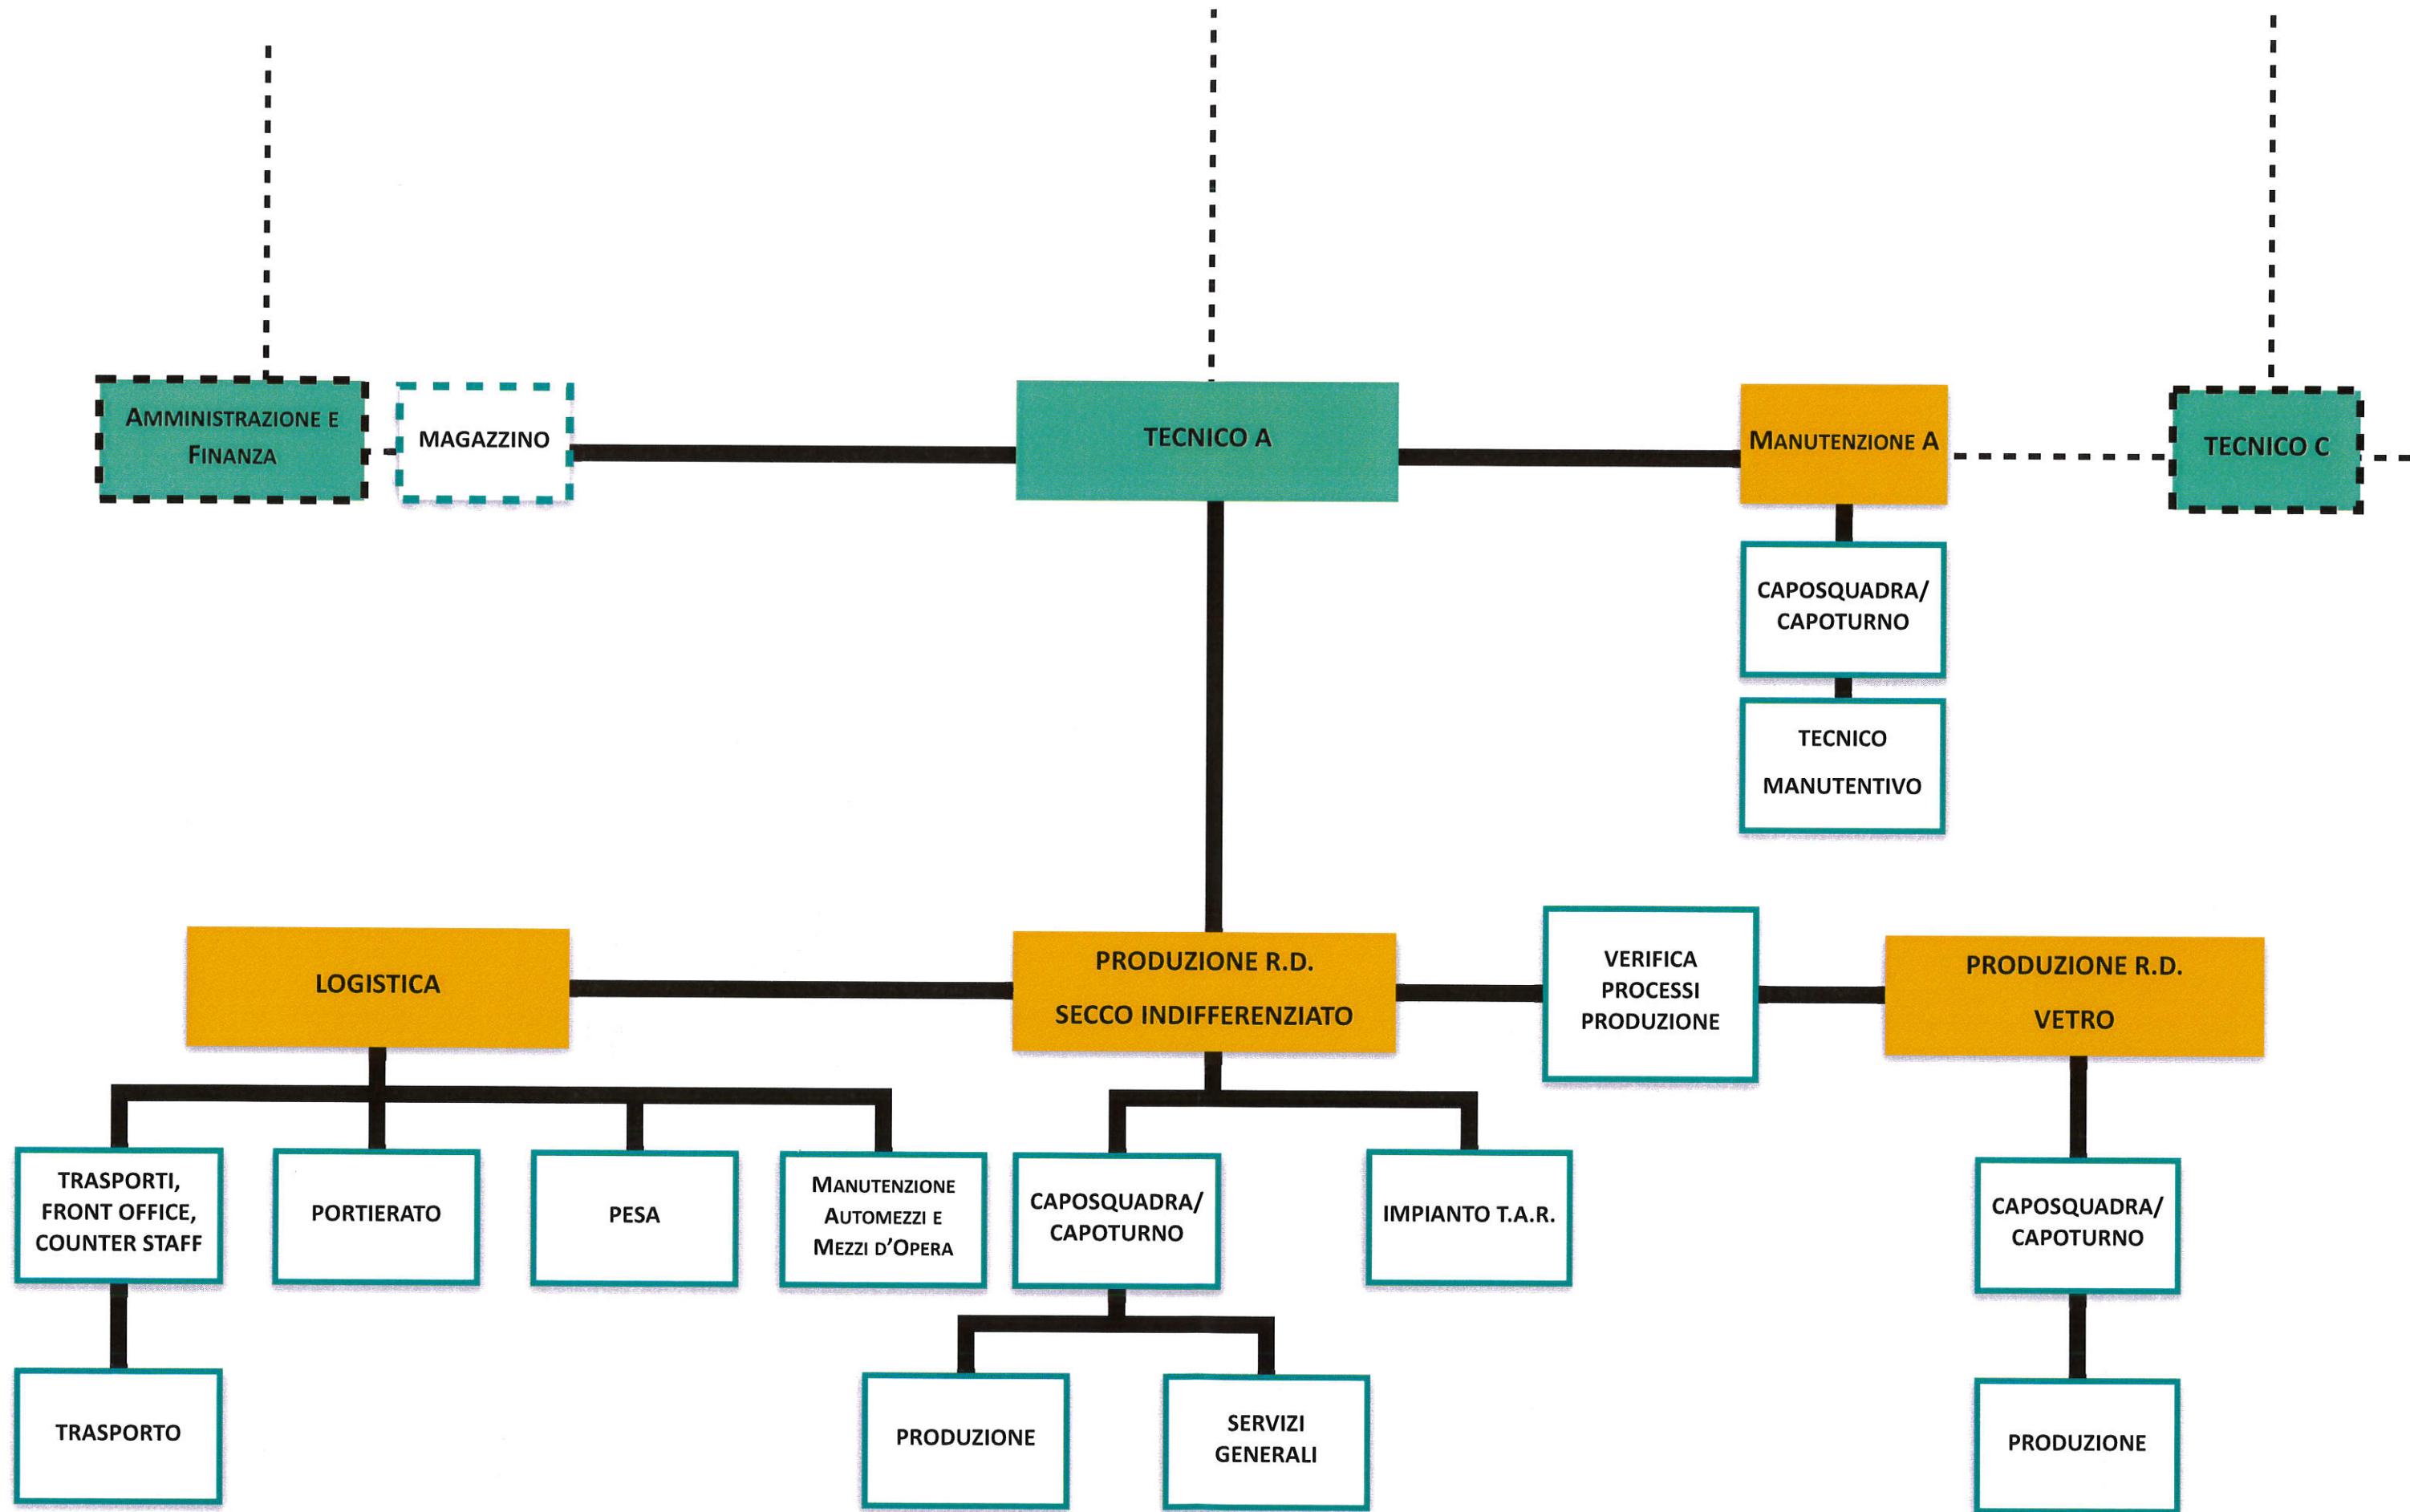 AMMINISTRAZIONE E
FINANZA
MAGAZZINO
TECNICO A
MANUTENZIONE A
TECNICO C
CAPOSQUADRA/
CAPOTURNO
TECNICO
MANUTENTIVO
LOGISTICA
PRODUZIONE R.D.
SECCO INDIFFERENZIATO
VERIFICA
PROCESSI
PRODUZIONE
PRODUZIONE R.D.
VETRO
TRASPORTI,
FRONT OFFICE,
COUNTER STAFF
PORTIERATO
PESA
MANUTENZIONE
AUTOMEZZI E
MEZZI D'OPERA
CAPOSQUADRA/
CAPOTURNO
IMPIANTO T.A.R.
CAPOSQUADRA/
CAPOTURNO
TRASPORTO
PRODUZIONE
SERVIZI
GENERALI
PRODUZIONE